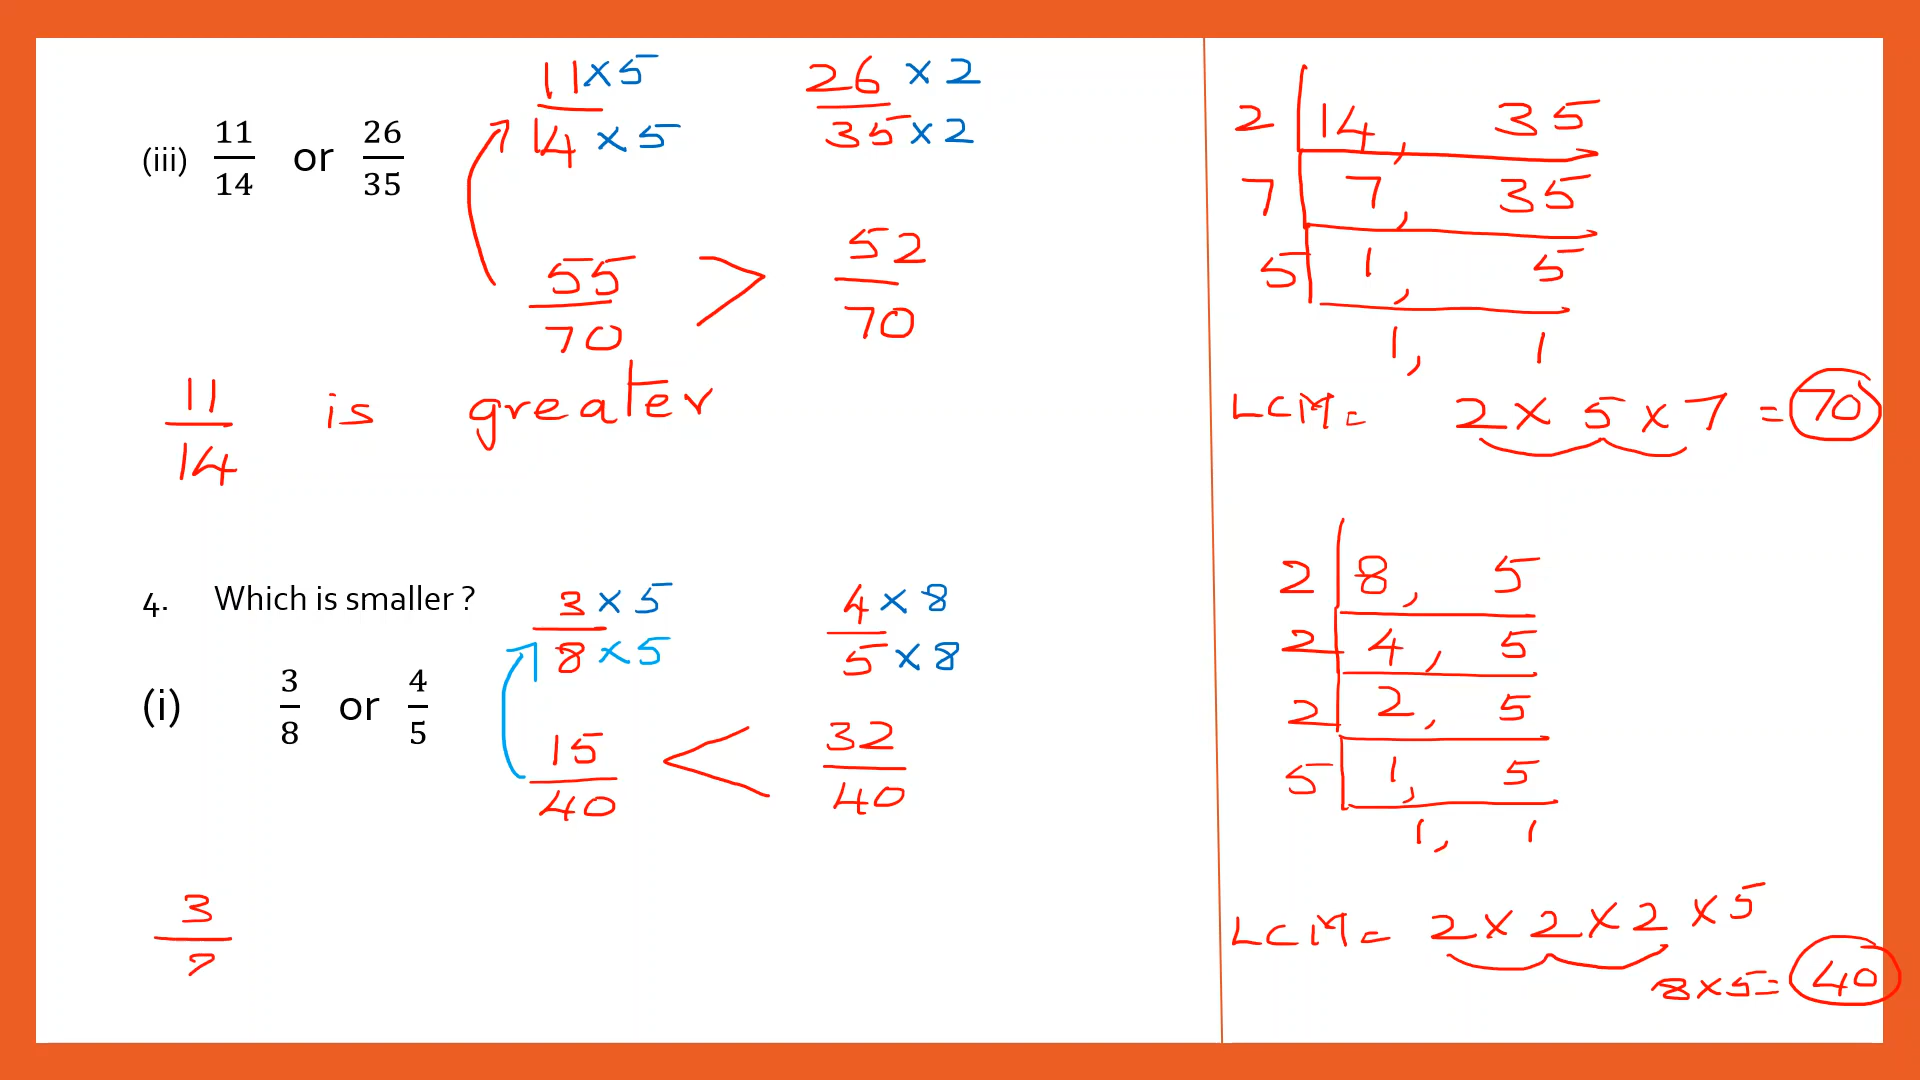 (iii) 11/14 or 26/35
11×5/14×5 26×2/35×2
55/70 > 52/70
11/14 is greater
2 | 14, 35
7 | 7, 35
5 | 1, 5
1, 1
LCM = 2 × 5 × 7 = 70
4. Which is smaller ?
(i) 3/8 or 4/5
3×5/8×5 4×8/5×8
15/40 < 32/40
3/
2 | 8, 5
2 | 4, 5
2 | 2, 5
5 | 1, 5
1, 1
LCM = 2 × 2 × 2 × 5
8 × 5 = 40